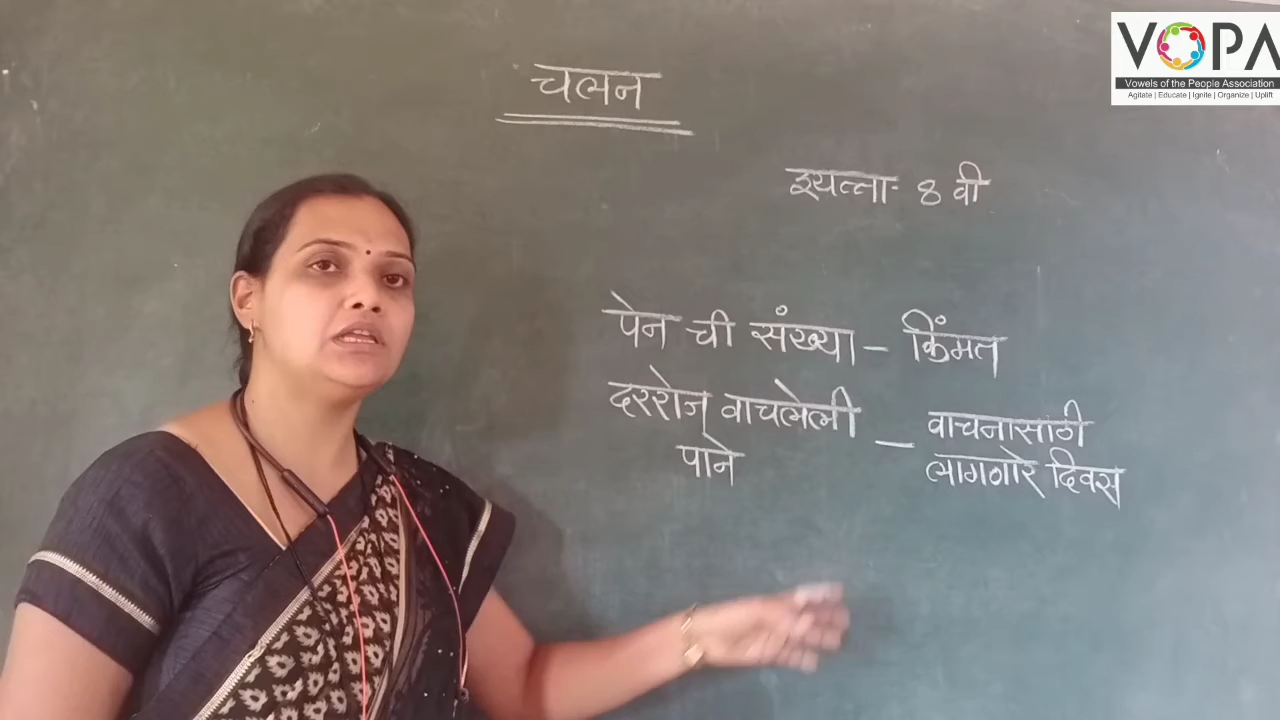 VOPA
Vowels of the People Association
Agitate | Educate | Ignite | Organize | Uplift
चलन
इयत्ता - 8 वी
पेन ची संख्या – किंमत
दररोज वाचलेली – वाचनासाठी
पाने लागणारे दिवस